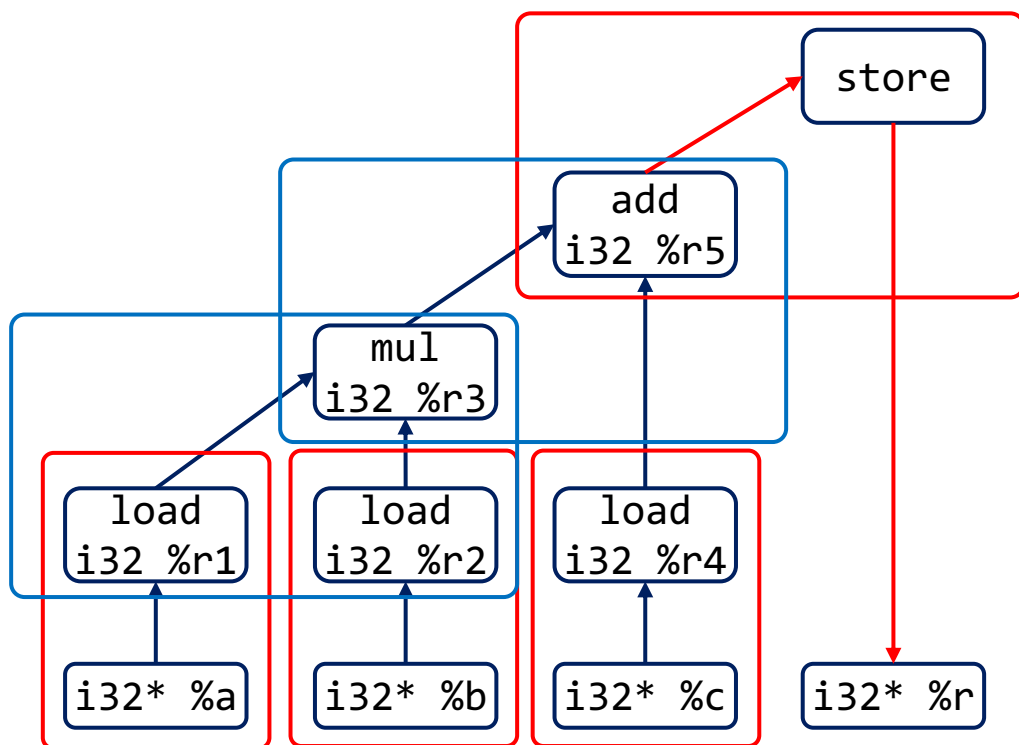 store
add
i32 %r5
mul
i32 %r3
load
i32 %r1
load
i32 %r2
load
i32 %r4
i32* %a
i32* %b
i32* %c
i32* %r